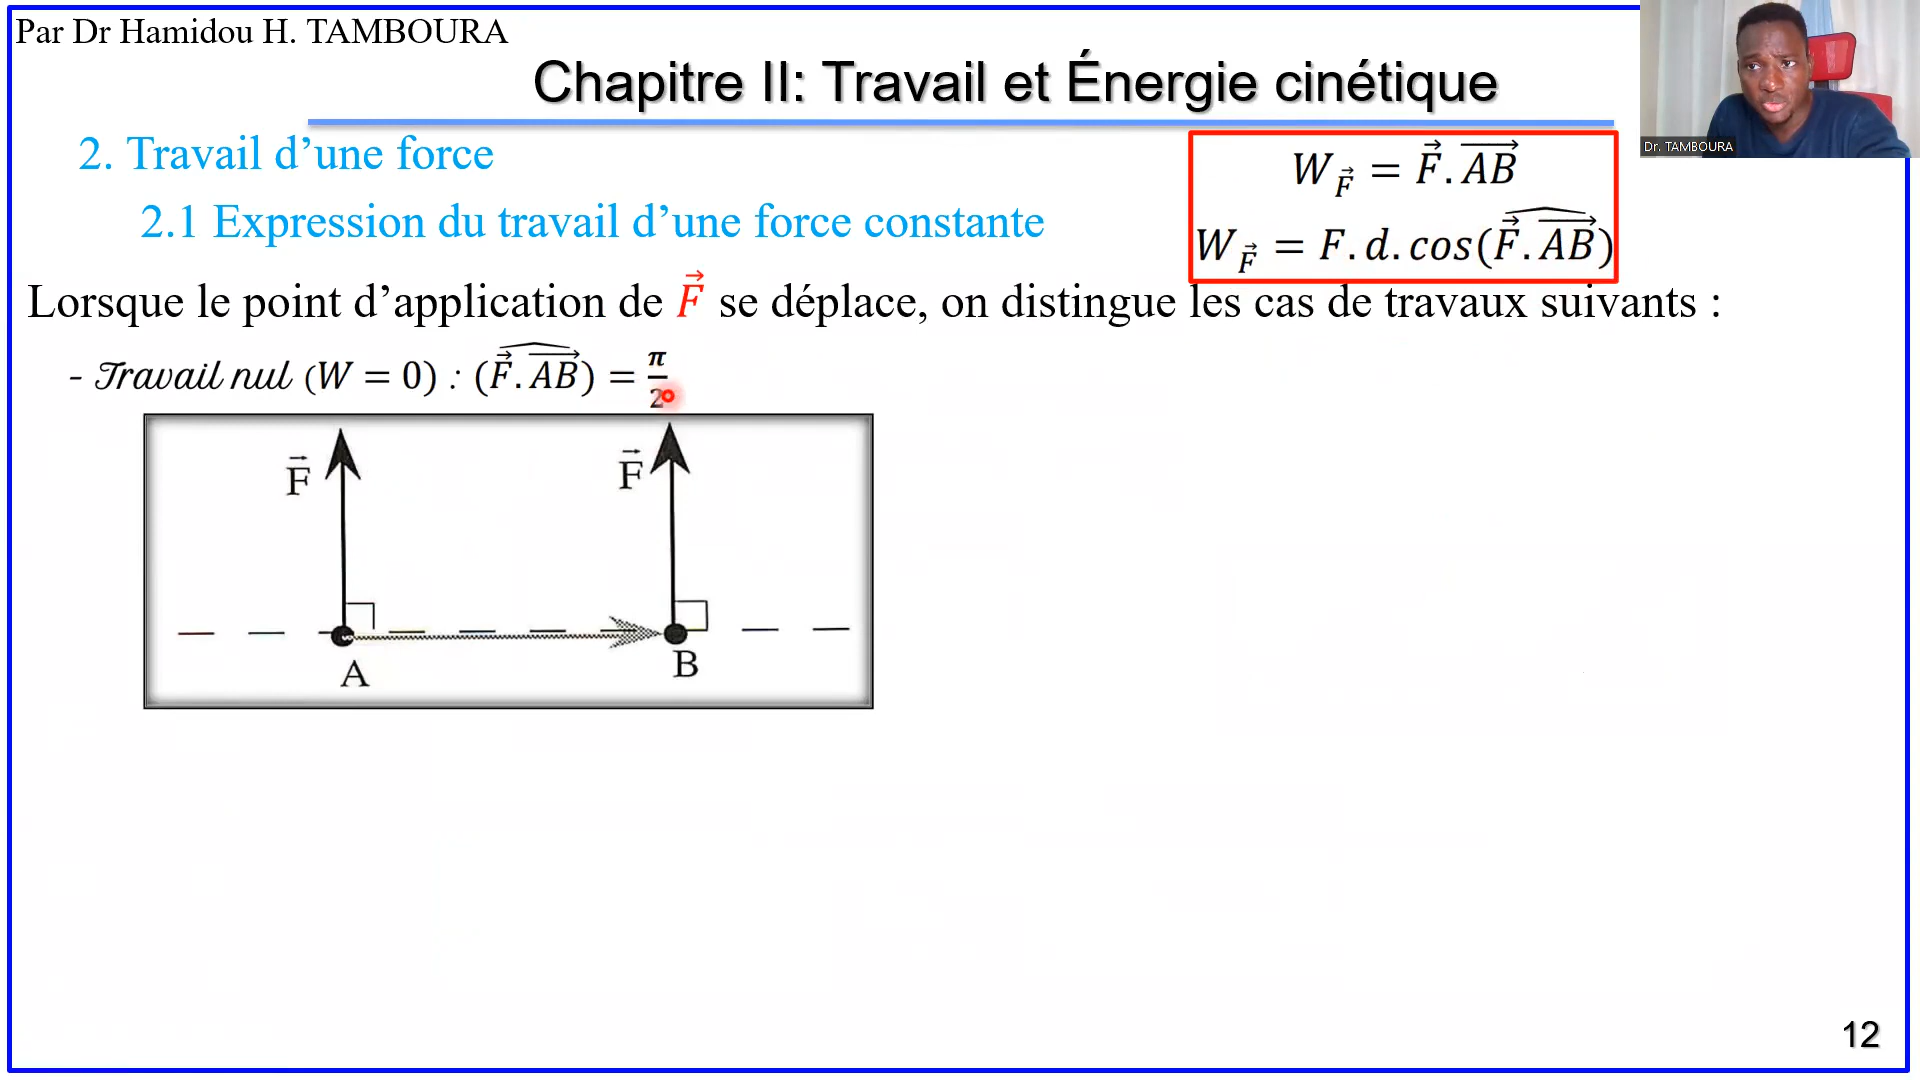 Par Dr Hamidou H. TAMBOURA
Chapitre II: Travail et Énergie cinétique
Dr. TAMBOURA
2. Travail d’une force
2.1 Expression du travail d’une force constante
W_F⃗ = F⃗. AB⃗
W_F⃗ = F. d. cos(F⃗. AB⃗)
Lorsque le point d’application de F⃗ se déplace, on distingue les cas de travaux suivants :
- Travail nul (W = 0) : (F⃗. AB⃗) = π/2
F⃗ F⃗
A B
12